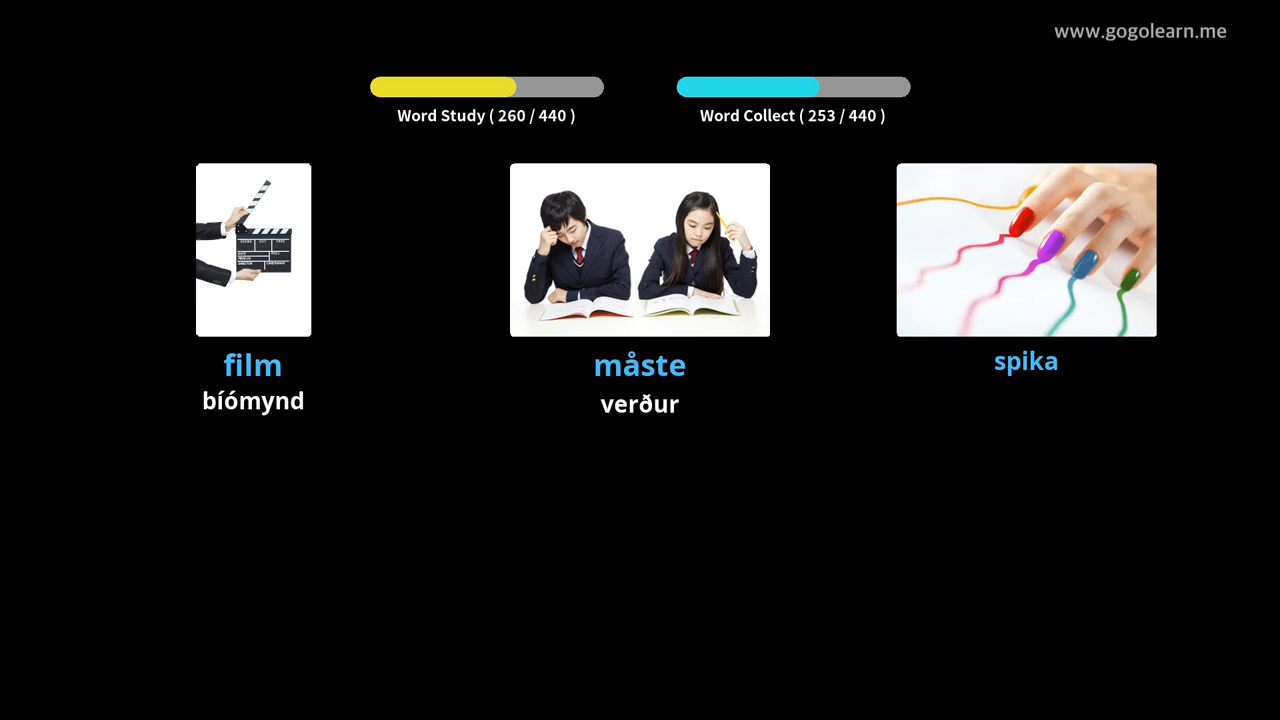 www.gogolearn.me
Word Study ( 260 / 440 )
Word Collect ( 253 / 440 )
film
bíómynd
måste
verður
spika